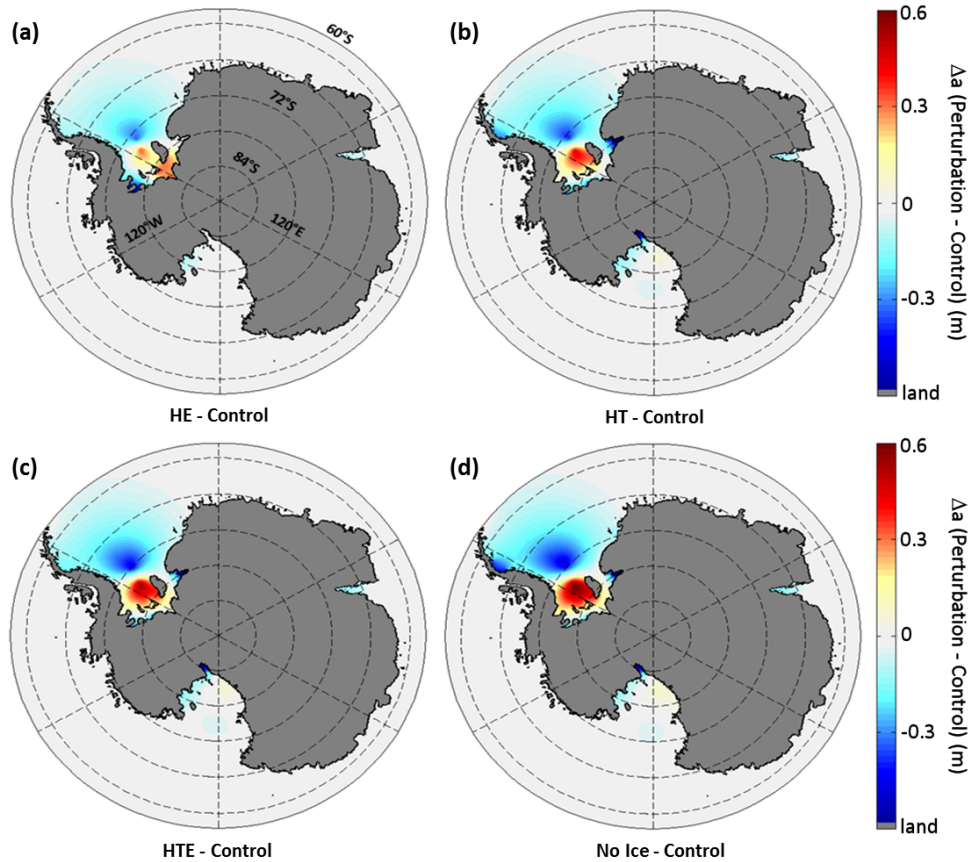 (a)
60°S
72°S
84°S
120°W
120°E
HE - Control
(b)
HT - Control
0.6
0.3
0
-0.3
land
Δa (Perturbation - Control) (m)
(c)
HTE - Control
(d)
No Ice - Control
0.6
0.3
0
-0.3
land
Δa (Perturbation - Control) (m)